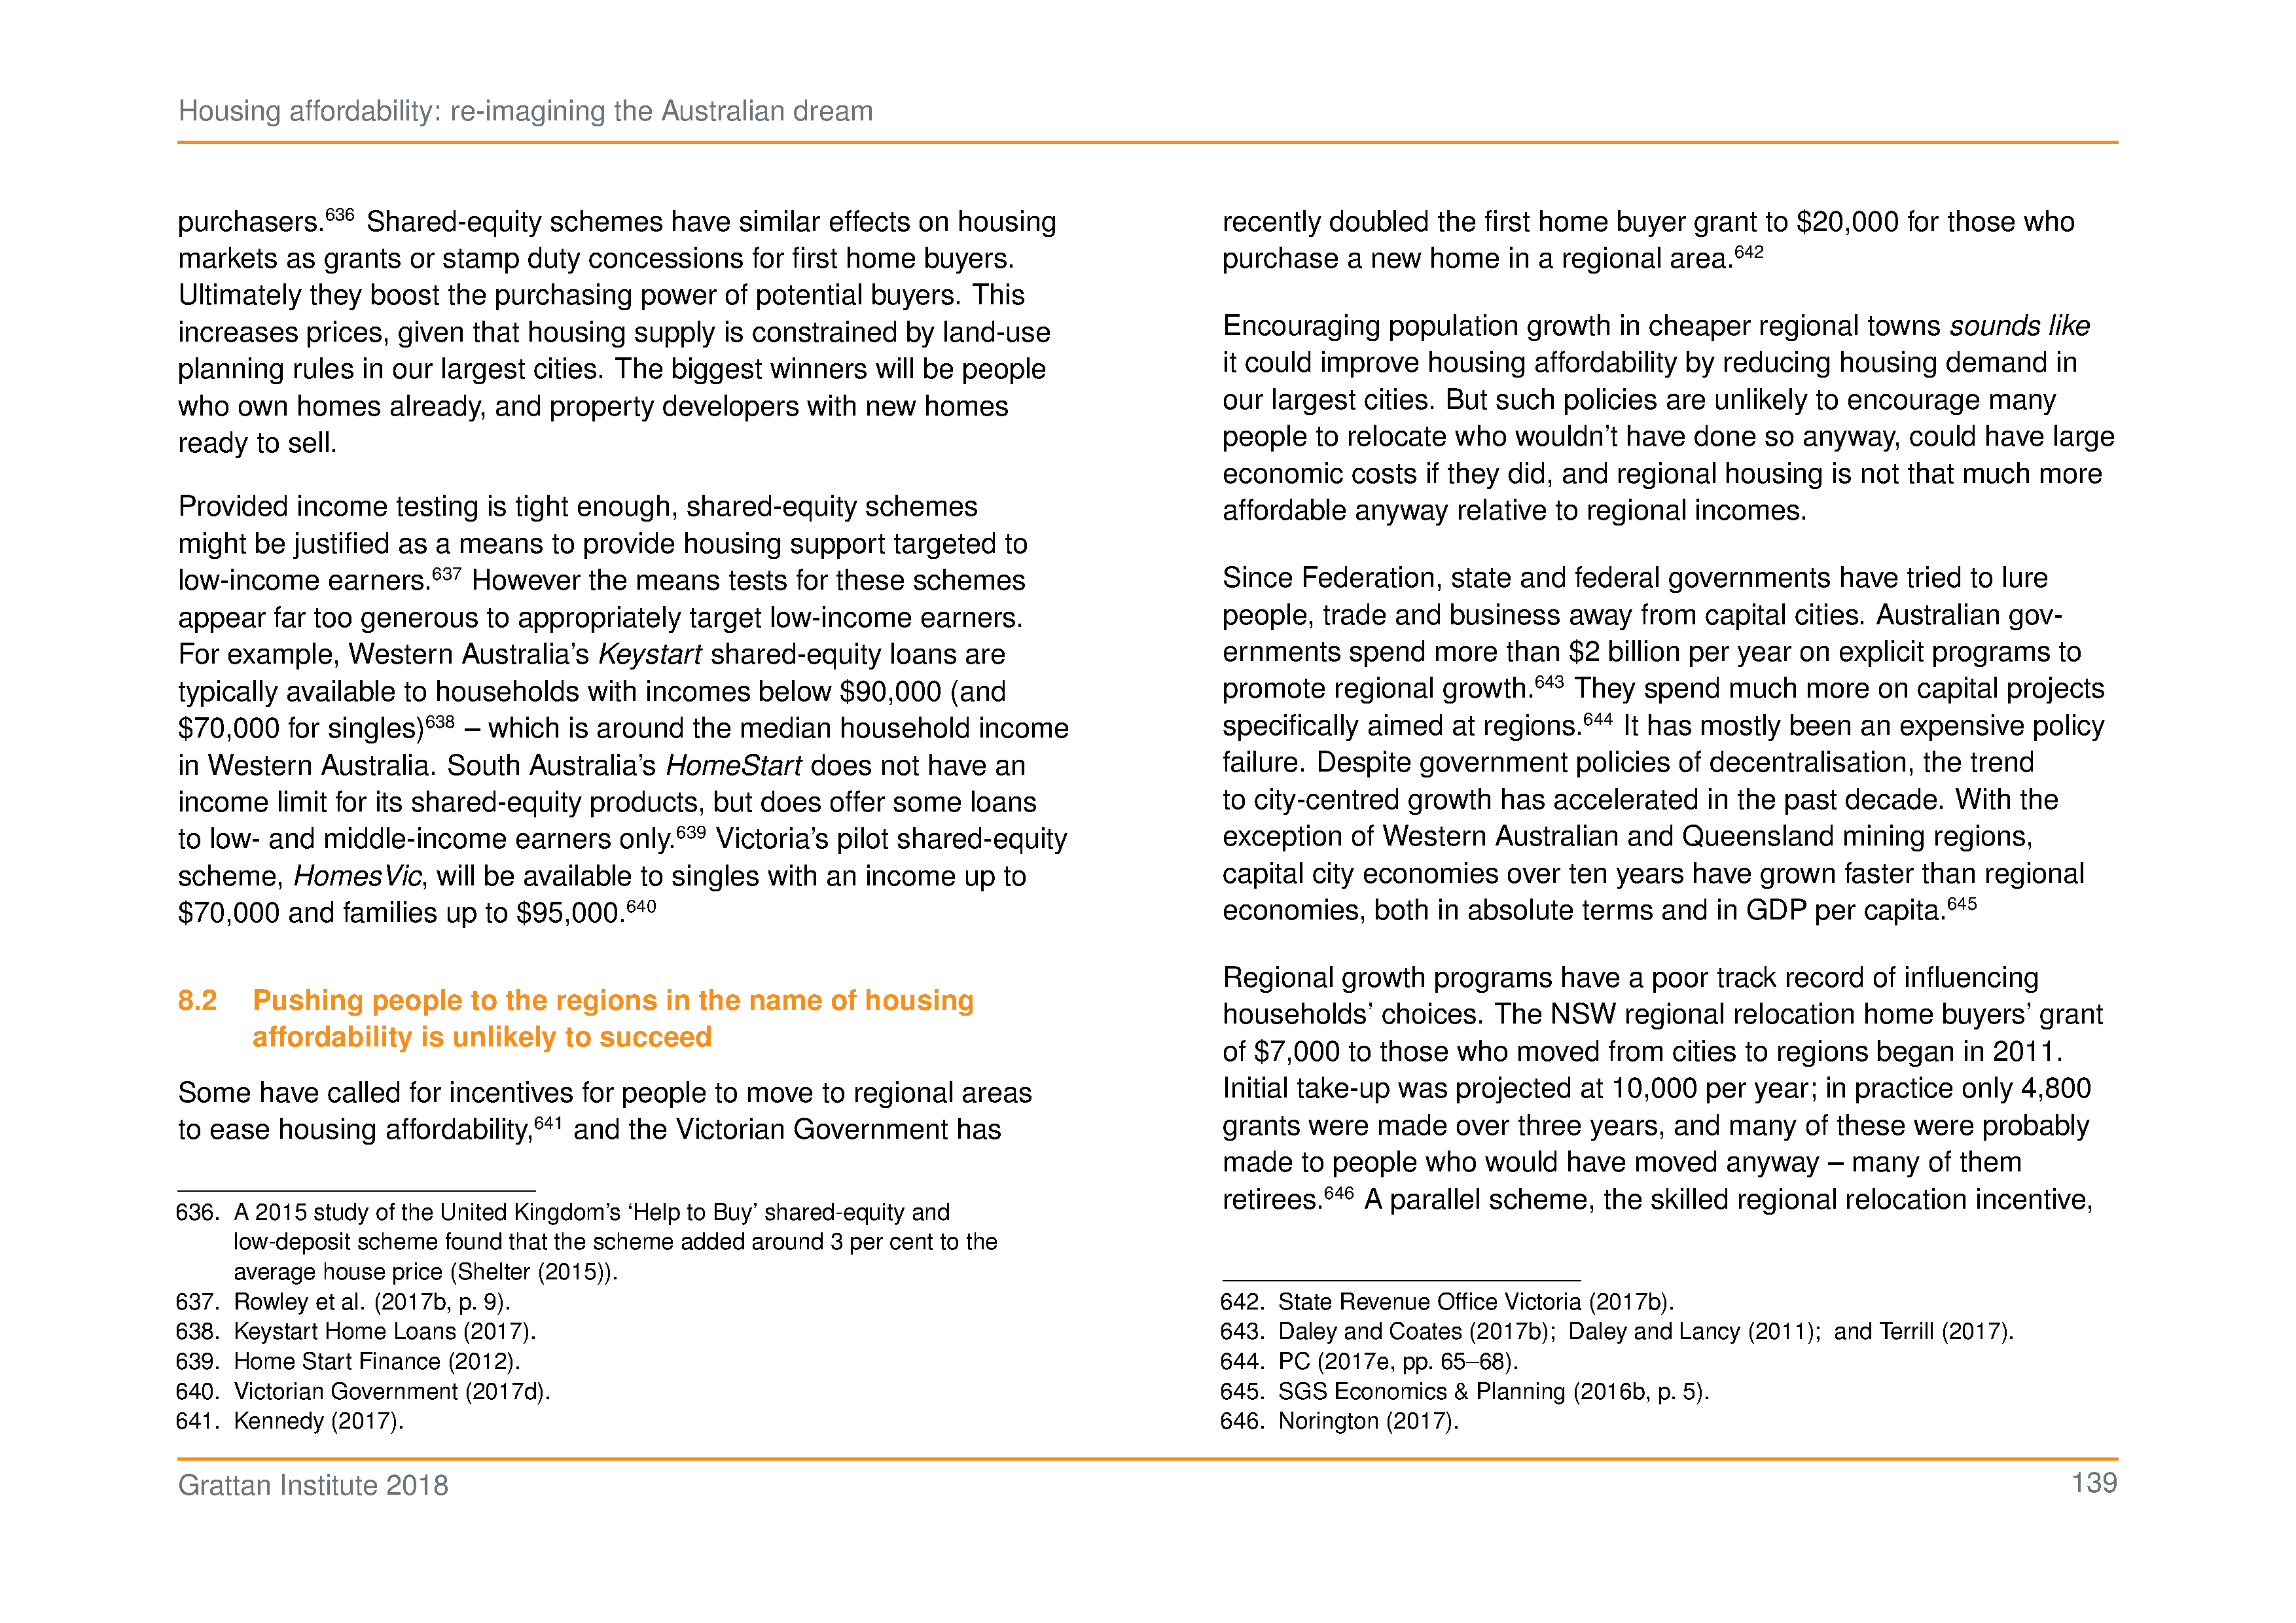 Housing affordability: re-imagining the Australian dream
purchasers.636 Shared-equity schemes have similar effects on housing
markets as grants or stamp duty concessions for first home buyers.
Ultimately they boost the purchasing power of potential buyers. This
increases prices, given that housing supply is constrained by land-use
planning rules in our largest cities. The biggest winners will be people
who own homes already, and property developers with new homes
ready to sell.
Provided income testing is tight enough, shared-equity schemes
might be justified as a means to provide housing support targeted to
low-income earners.637 However the means tests for these schemes
appear far too generous to appropriately target low-income earners.
For example, Western Australia's Keystart shared-equity loans are
typically available to households with incomes below $90,000 (and
$70,000 for singles)638 – which is around the median household income
in Western Australia. South Australia's HomeStart does not have an
income limit for its shared-equity products, but does offer some loans
to low- and middle-income earners only.639 Victoria's pilot shared-equity
scheme, HomesVic, will be available to singles with an income up to
$70,000 and families up to $95,000.640
8.2 Pushing people to the regions in the name of housing
affordability is unlikely to succeed
Some have called for incentives for people to move to regional areas
to ease housing affordability,641 and the Victorian Government has
636. A 2015 study of the United Kingdom's 'Help to Buy' shared-equity and
low-deposit scheme found that the scheme added around 3 per cent to the
average house price (Shelter (2015)).
637. Rowley et al. (2017b, p. 9).
638. Keystart Home Loans (2017).
639. Home Start Finance (2012).
640. Victorian Government (2017d).
641. Kennedy (2017).
recently doubled the first home buyer grant to $20,000 for those who
purchase a new home in a regional area.642
Encouraging population growth in cheaper regional towns sounds like
it could improve housing affordability by reducing housing demand in
our largest cities. But such policies are unlikely to encourage many
people to relocate who wouldn't have done so anyway, could have large
economic costs if they did, and regional housing is not that much more
affordable anyway relative to regional incomes.
Since Federation, state and federal governments have tried to lure
people, trade and business away from capital cities. Australian gov-
ernments spend more than $2 billion per year on explicit programs to
promote regional growth.643 They spend much more on capital projects
specifically aimed at regions.644 It has mostly been an expensive policy
failure. Despite government policies of decentralisation, the trend
to city-centred growth has accelerated in the past decade. With the
exception of Western Australian and Queensland mining regions,
capital city economies over ten years have grown faster than regional
economies, both in absolute terms and in GDP per capita.645
Regional growth programs have a poor track record of influencing
households' choices. The NSW regional relocation home buyers' grant
of $7,000 to those who moved from cities to regions began in 2011.
Initial take-up was projected at 10,000 per year; in practice only 4,800
grants were made over three years, and many of these were probably
made to people who would have moved anyway – many of them
retirees.646 A parallel scheme, the skilled regional relocation incentive,
642. State Revenue Office Victoria (2017b).
643. Daley and Coates (2017b); Daley and Lancy (2011); and Terrill (2017).
644. PC (2017e, pp. 65–68).
645. SGS Economics & Planning (2016b, p. 5).
646. Norington (2017).
Grattan Institute 2018
139